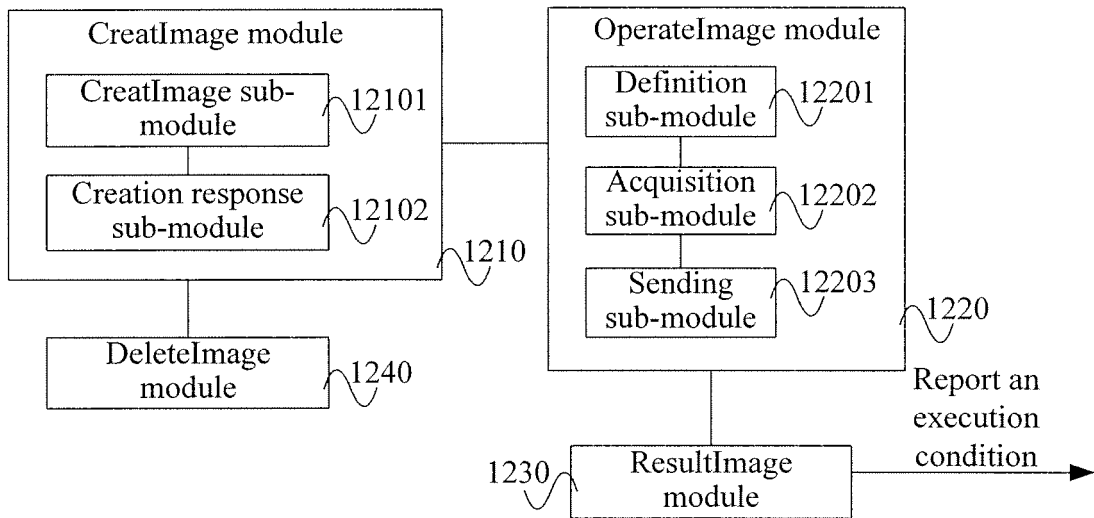 CreatImage module
CreatImage sub-
module
12101
Creation response
sub-module
12102
1210
DeleteImage
module
1240
OperateImage module
Definition
sub-module
12201
Acquisition
sub-module
12202
Sending
sub-module
12203
1220
ResultImage
module
1230
Report an
execution
condition